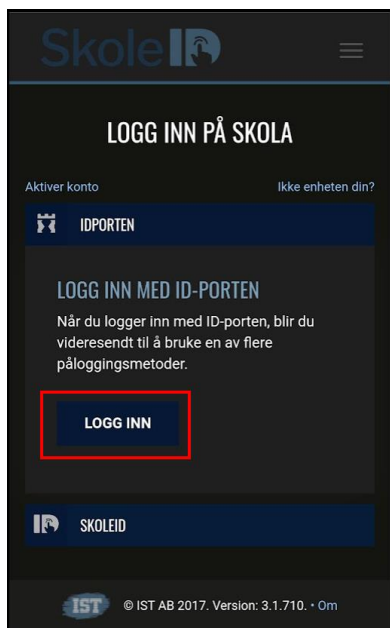 SkoleID
LOGG INN PÅ SKOLA
Aktiver konto
Ikke enheten din?
IDPORTEN
LOGG INN MED ID-PORTEN
Når du logger inn med ID-porten, blir du
videresendt til å bruke en av flere
påloggingsmetoder.
LOGG INN
ID SKOLEID
IST © IST AB 2017. Version: 3.1.710. • Om